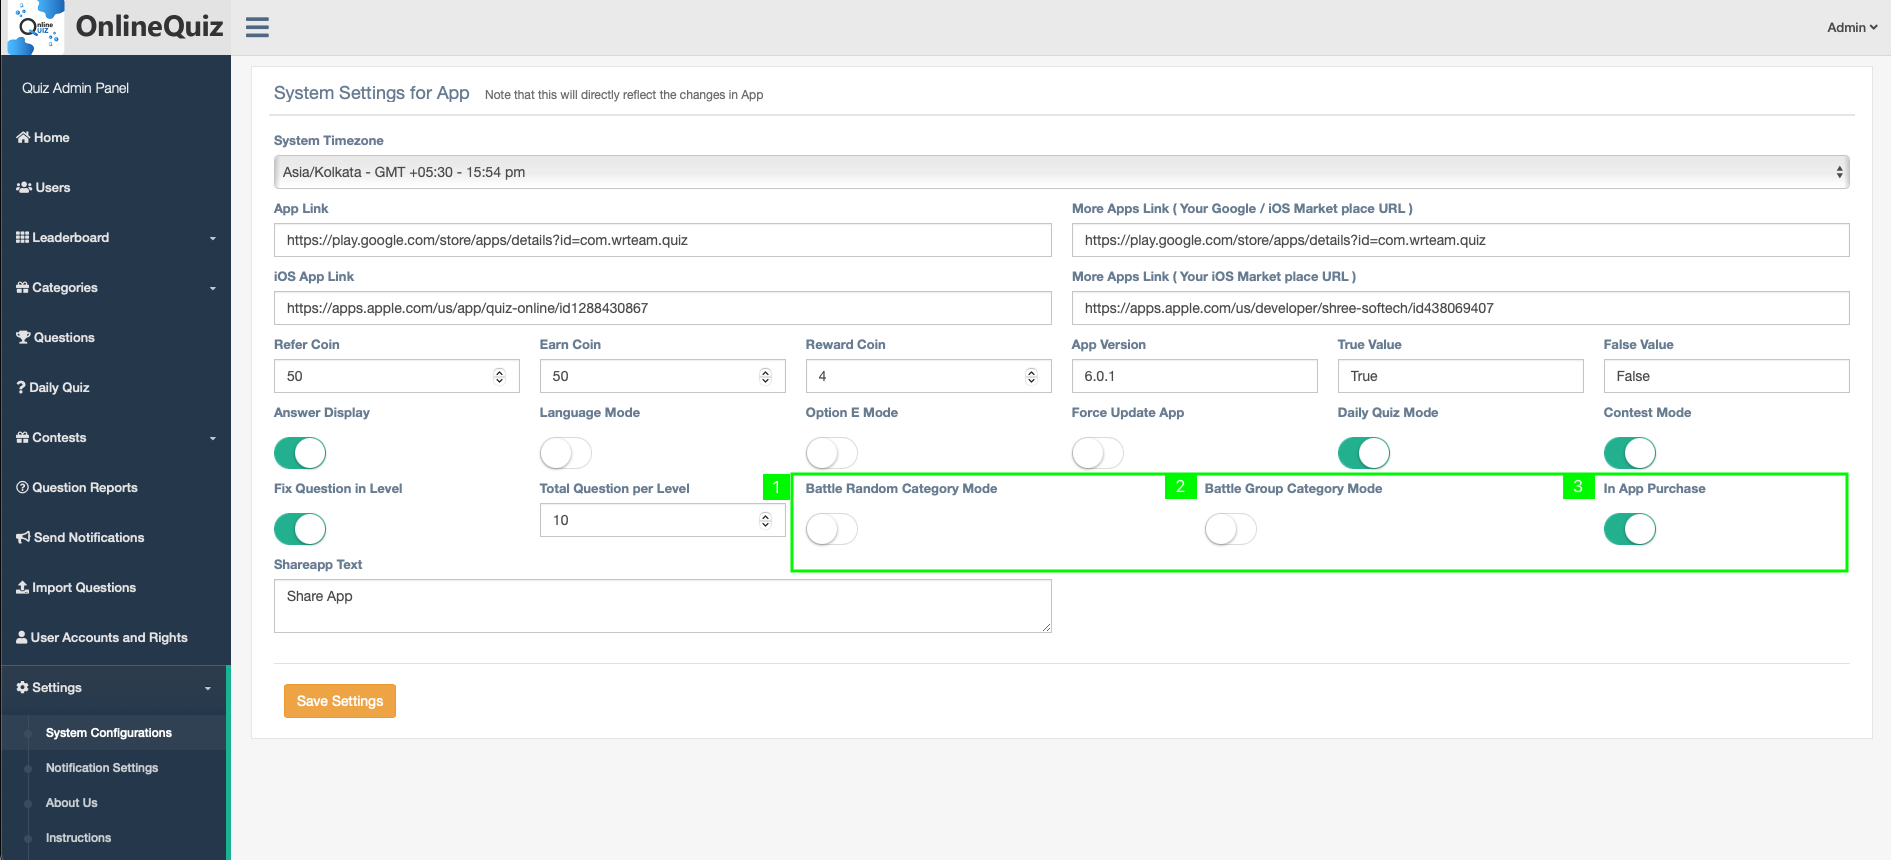 Online
Quiz
OnlineQuiz
Admin
Quiz Admin Panel
Home
Users
Leaderboard
Categories
Questions
Daily Quiz
Contests
Question Reports
Send Notifications
Import Questions
User Accounts and Rights
Settings
System Configurations
Notification Settings
About Us
Instructions
System Settings for App Note that this will directly reflect the changes in App
System Timezone
Asia/Kolkata - GMT +05:30 - 15:54 pm
App Link More Apps Link ( Your Google / iOS Market place URL )
https://play.google.com/store/apps/details?id=com.wrteam.quiz https://play.google.com/store/apps/details?id=com.wrteam.quiz
iOS App Link More Apps Link ( Your iOS Market place URL )
https://apps.apple.com/us/app/quiz-online/id1288430867 https://apps.apple.com/us/developer/shree-softech/id438069407
Refer Coin Earn Coin Reward Coin App Version True Value False Value
50 50 4 6.0.1 True False
Answer Display Language Mode Option E Mode Force Update App Daily Quiz Mode Contest Mode
Fix Question in Level Total Question per Level 1 Battle Random Category Mode 2 Battle Group Category Mode 3 In App Purchase
10
Shareapp Text
Share App
Save Settings